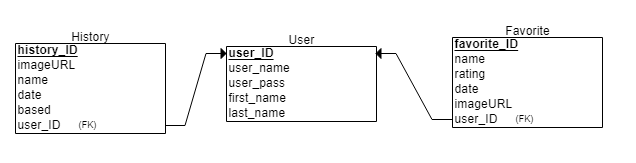 History
history_ID
imageURL
name
date
based
user_ID (FK)
User
user_ID
user_name
user_pass
first_name
last_name
Favorite
favorite_ID
name
rating
date
imageURL
user_ID (FK)